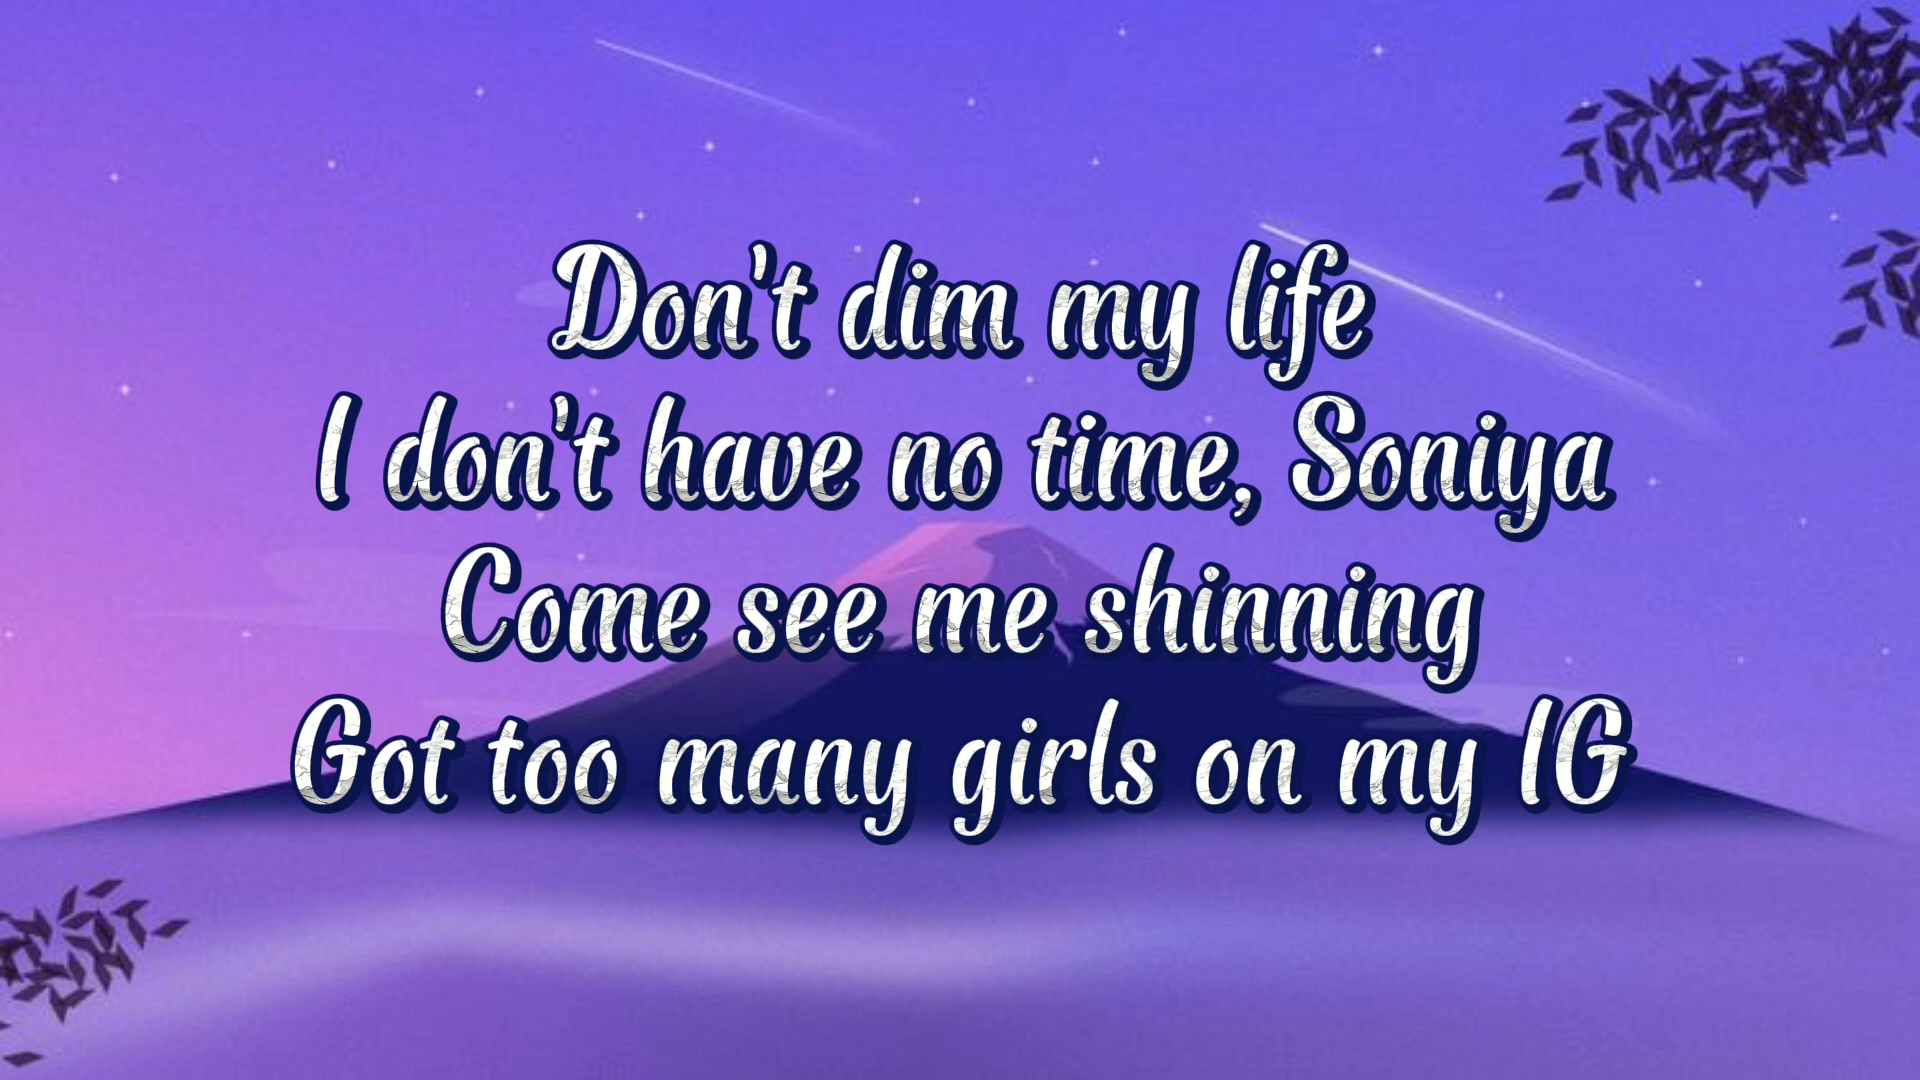 Don't dim my life
I don't have no time, Soniya
Come see me shinning
Got too many girls on my IG